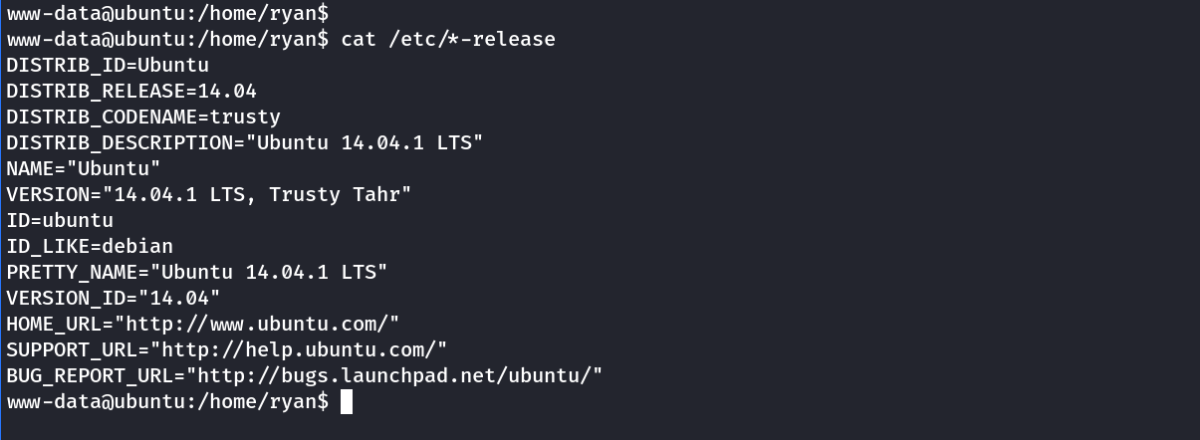 www-data@ubuntu:/home/ryan$
www-data@ubuntu:/home/ryan$ cat /etc/*-release
DISTRIB_ID=Ubuntu
DISTRIB_RELEASE=14.04
DISTRIB_CODENAME=trusty
DISTRIB_DESCRIPTION="Ubuntu 14.04.1 LTS"
NAME="Ubuntu"
VERSION="14.04.1 LTS, Trusty Tahr"
ID=ubuntu
ID_LIKE=debian
PRETTY_NAME="Ubuntu 14.04.1 LTS"
VERSION_ID="14.04"
HOME_URL="http://www.ubuntu.com/"
SUPPORT_URL="http://help.ubuntu.com/"
BUG_REPORT_URL="http://bugs.launchpad.net/ubuntu/"
www-data@ubuntu:/home/ryan$